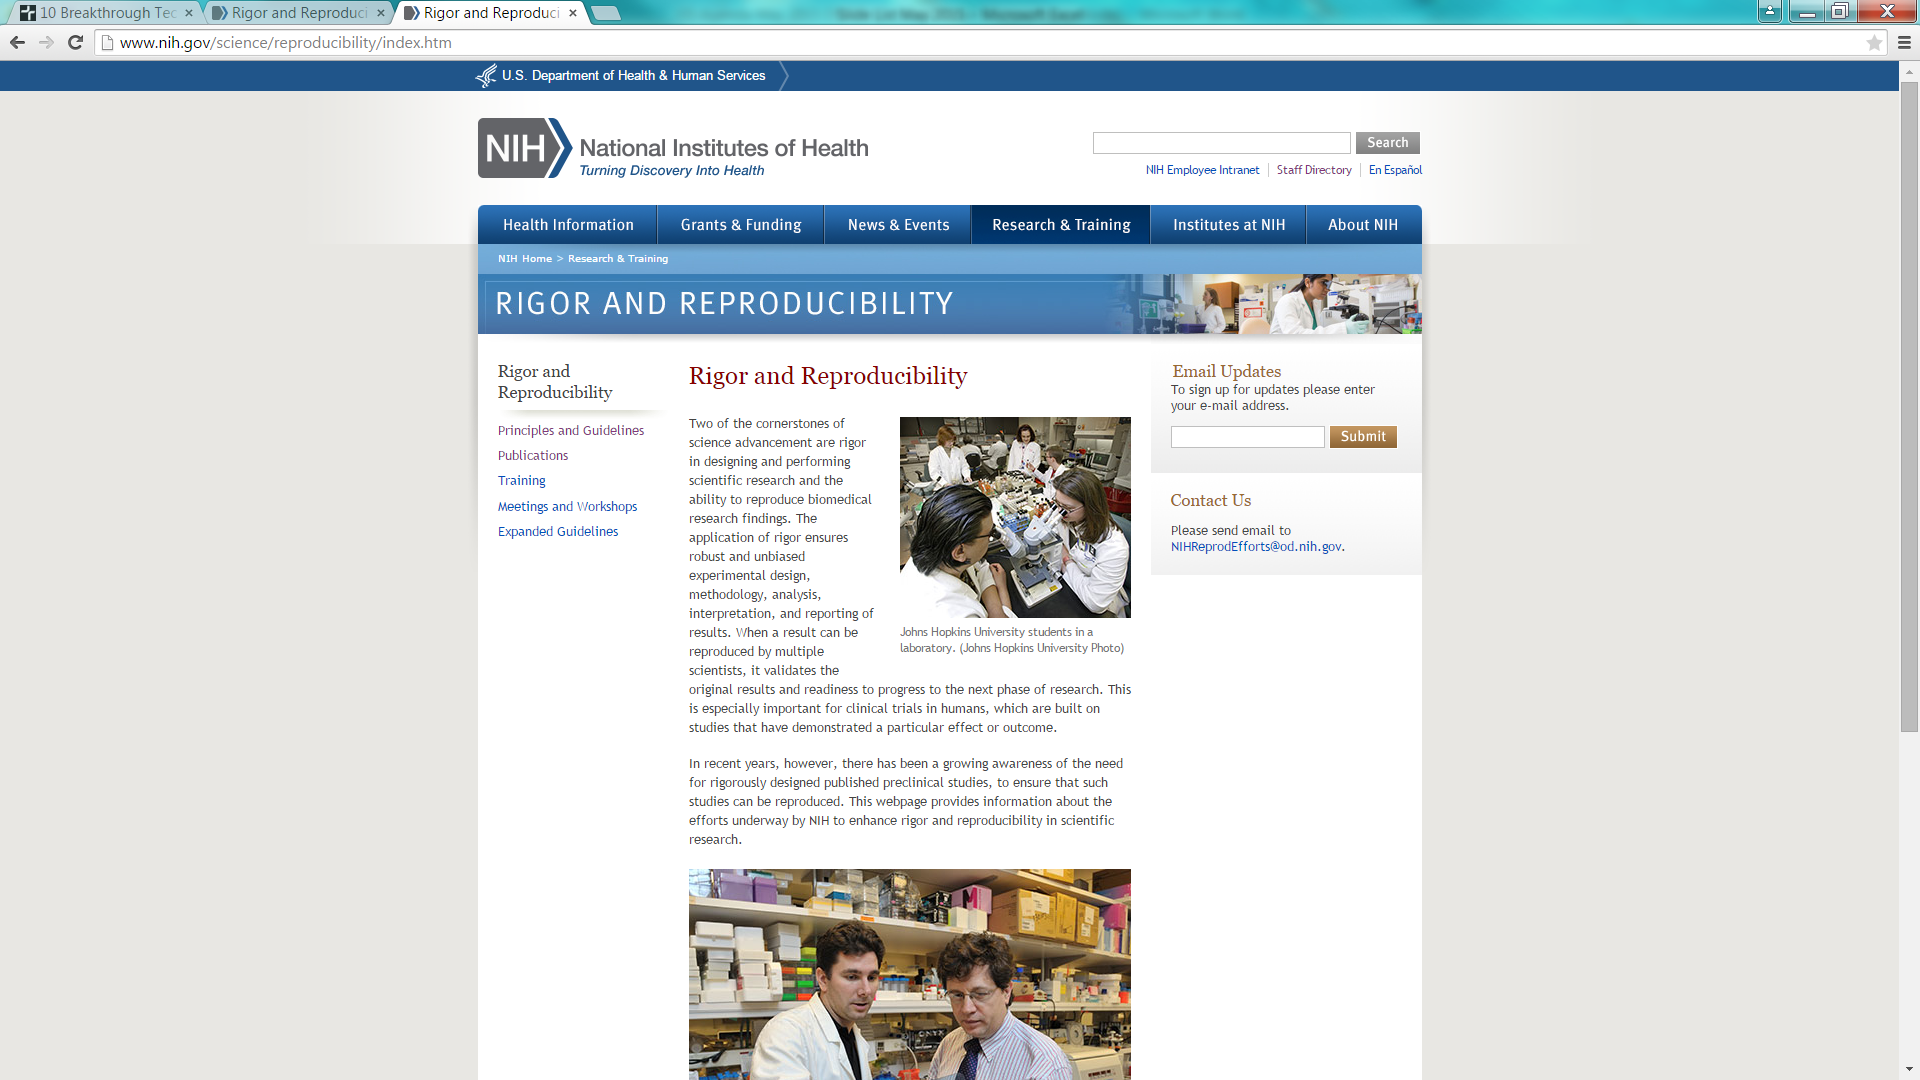 10 Breakthrough Tec
Rigor and Reproduci
Rigor and Reproduci
www.nih.gov/science/reproducibility/index.htm
U.S. Department of Health & Human Services
NIH
National Institutes of Health
Turning Discovery Into Health
Search
NIH Employee Intranet
Staff Directory
En Español
Health Information
Grants & Funding
News & Events
Research & Training
Institutes at NIH
About NIH
NIH Home > Research & Training
RIGOR AND REPRODUCIBILITY
Rigor and
Reproducibility
Principles and Guidelines
Publications
Training
Meetings and Workshops
Expanded Guidelines
Rigor and Reproducibility
Two of the cornerstones of
science advancement are rigor
in designing and performing
scientific research and the
ability to reproduce biomedical
research findings. The
application of rigor ensures
robust and unbiased
experimental design,
methodology, analysis,
interpretation, and reporting of
results. When a result can be
reproduced by multiple
scientists, it validates the
original results and readiness to progress to the next phase of research. This
is especially important for clinical trials in humans, which are built on
studies that have demonstrated a particular effect or outcome.
Johns Hopkins University students in a
laboratory. (Johns Hopkins University Photo)
In recent years, however, there has been a growing awareness of the need
for rigorously designed published preclinical studies, to ensure that such
studies can be reproduced. This webpage provides information about the
efforts underway by NIH to enhance rigor and reproducibility in scientific
research.
Email Updates
To sign up for updates please enter
your e-mail address.
Submit
Contact Us
Please send email to
NIHReprodEfforts@od.nih.gov.